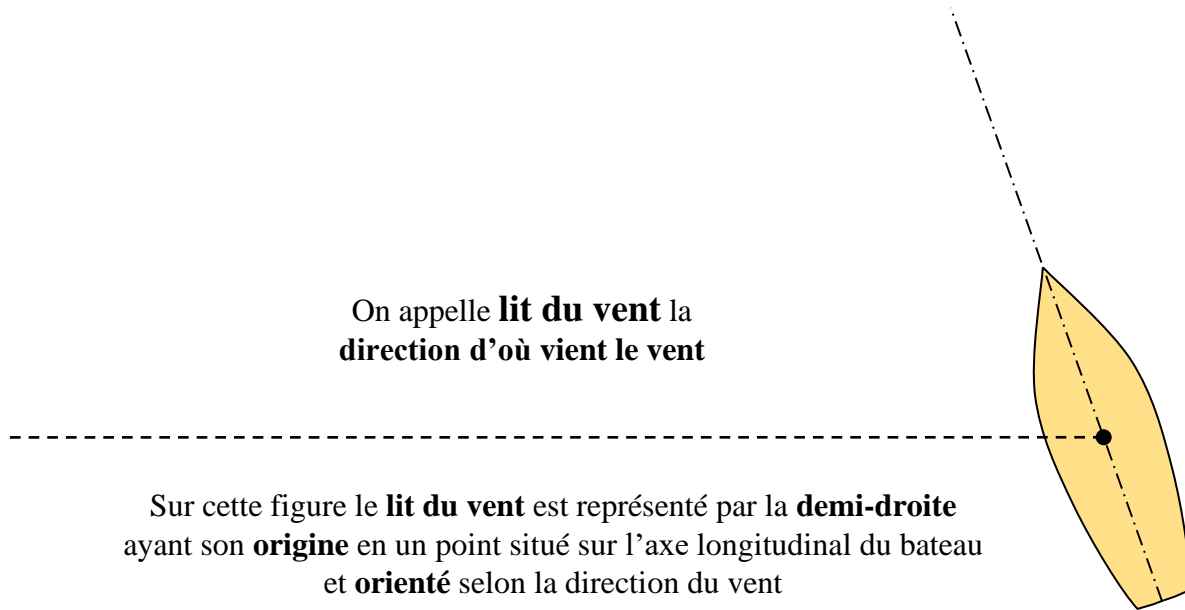 On appelle lit du vent la
direction d’où vient le vent
Sur cette figure le lit du vent est représenté par la demi-droite
ayant son origine en un point situé sur l’axe longitudinal du bateau
et orienté selon la direction du vent